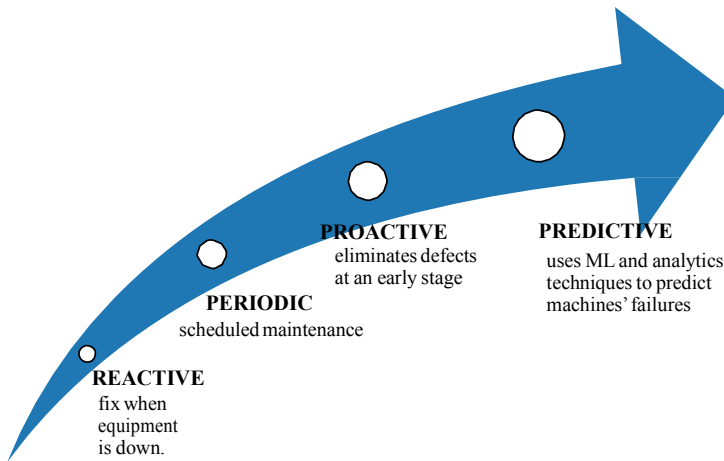 REACTIVE
fix when
equipment
is down.
PERIODIC
scheduled maintenance
PROACTIVE
eliminates defects
at an early stage
PREDICTIVE
uses ML and analytics
techniques to predict
machines’ failures